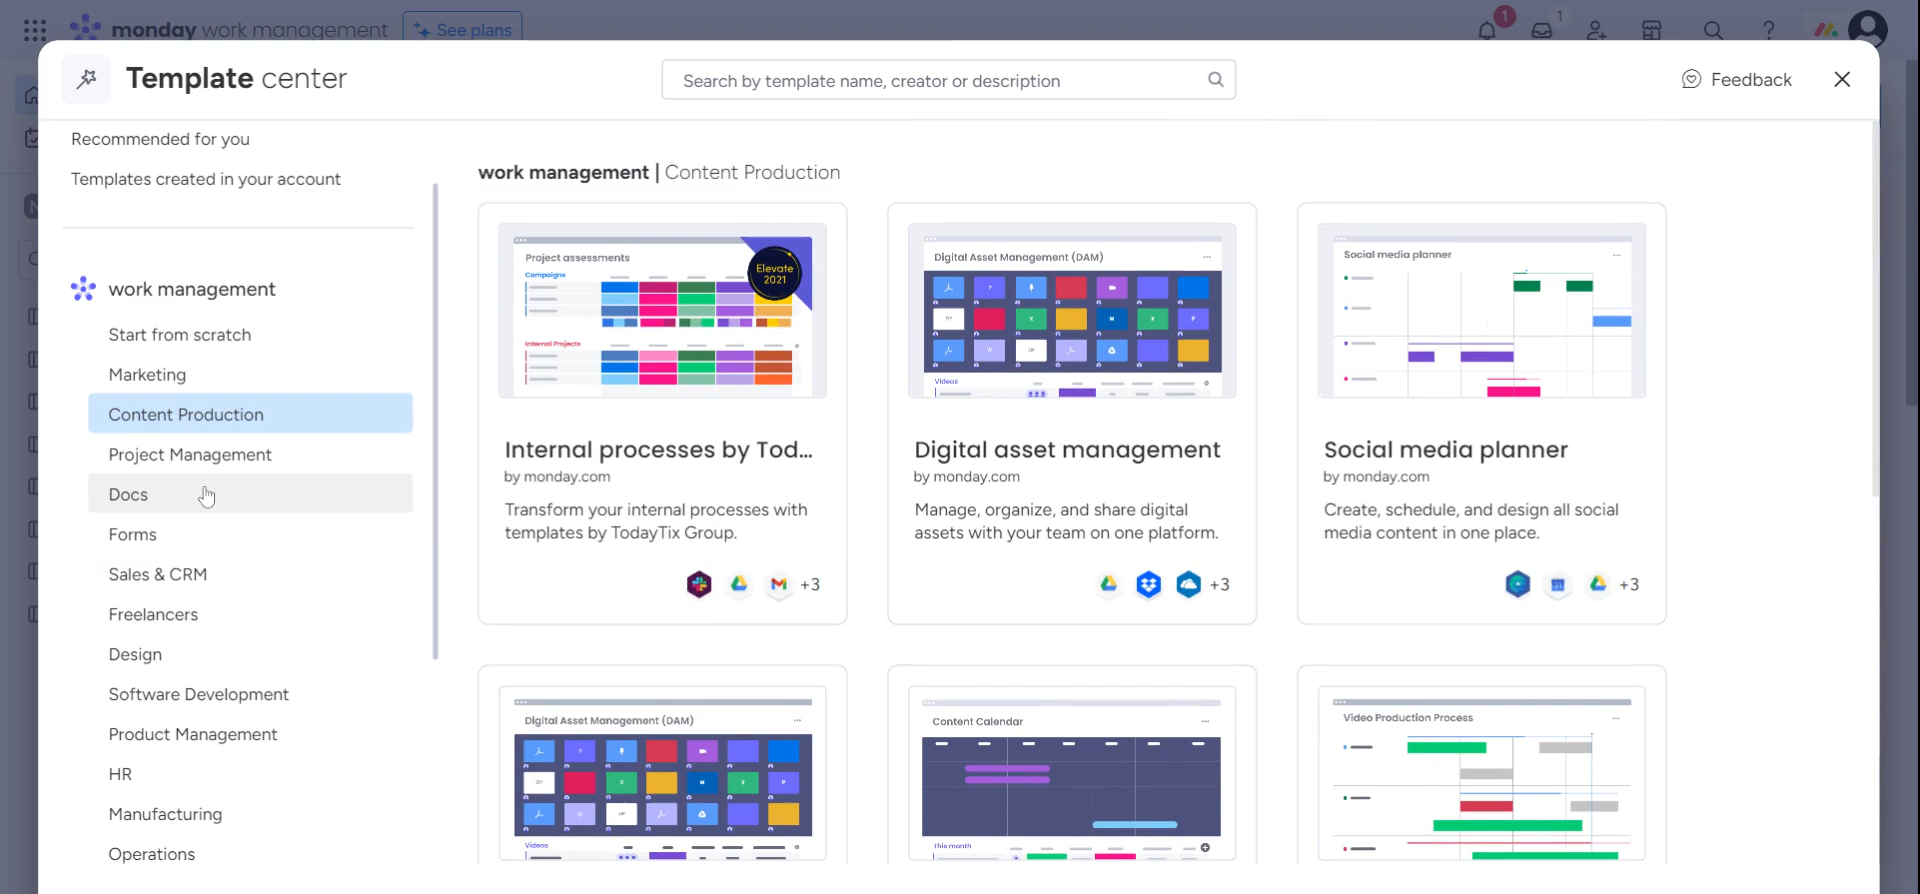 monday work management
See plans
1
1
?
Template center
Search by template name, creator or description
Feedback
Recommended for you
Templates created in your account
work management
Start from scratch
Marketing
Content Production
Project Management
Docs
Forms
Sales & CRM
Freelancers
Design
Software Development
Product Management
HR
Manufacturing
Operations
work management | Content Production
Project assessments
Campaigns
Elevate
2021
Internal Projects
Internal processes by Tod...
by monday.com
Transform your internal processes with
templates by TodayTix Group.
+3
Digital Asset Management (DAM)
Videos
Digital asset management
by monday.com
Manage, organize, and share digital
assets with your team on one platform.
+3
Social media planner
Social media planner
by monday.com
Create, schedule, and design all social
media content in one place.
+3
Digital Asset Management (DAM)
Videos
Content Calendar
This month
Video Production Process